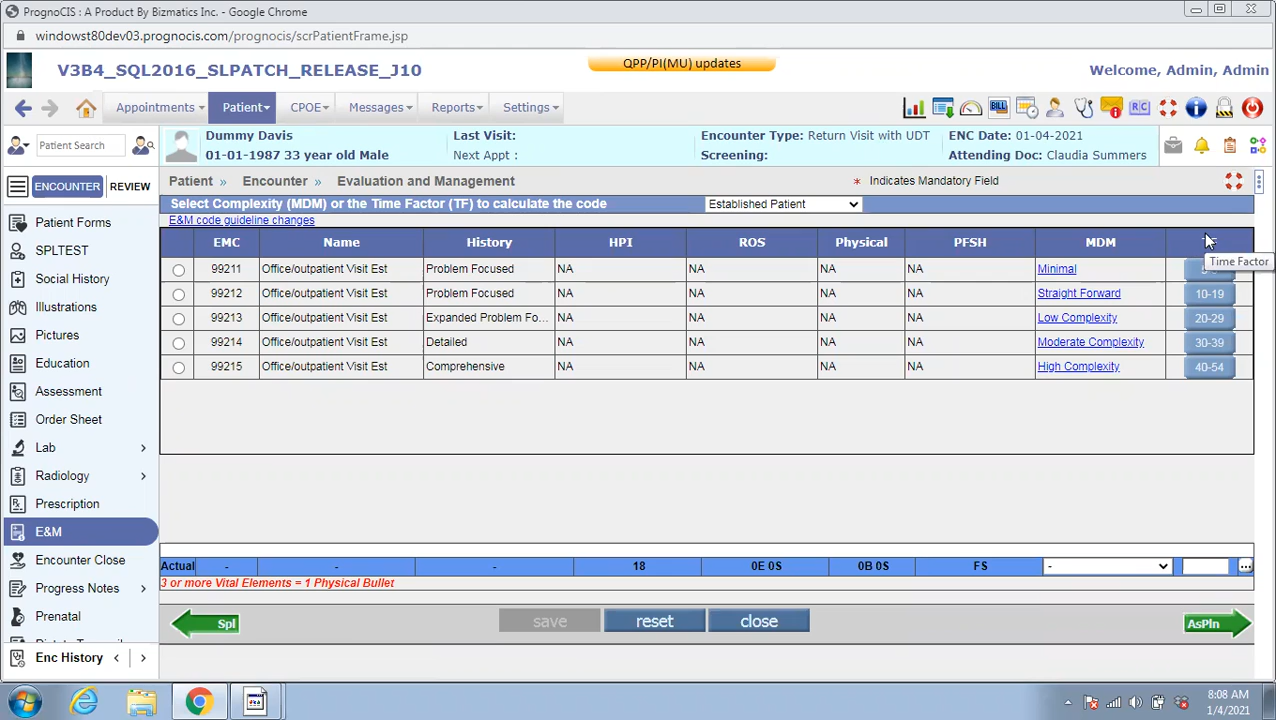 PrognoCIS : A Product By Bizmatics Inc. - Google Chrome
windowst80dev03.prognocis.com/prognocis/scrPatientFrame.jsp
V3B4_SQL2016_SLPATCH_RELEASE_J10
QPP/PI(MU) updates
Welcome, Admin, Admin
Appointments Patient CPOE Messages Reports Settings
BILL RC
Patient Search
Dummy Davis Last Visit: Encounter Type: Return Visit with UDT ENC Date: 01-04-2021
01-01-1987 33 year old Male Next Appt : Screening: Attending Doc: Claudia Summers
ENCOUNTER REVIEW
Patient » Encounter » Evaluation and Management * Indicates Mandatory Field
Select Complexity (MDM) or the Time Factor (TF) to calculate the code Established Patient
E&M code guideline changes
EMC Name History HPI ROS Physical PFSH MDM
Time Factor
99211 Office/outpatient Visit Est Problem Focused NA NA NA NA Minimal
99212 Office/outpatient Visit Est Problem Focused NA NA NA NA Straight Forward 10-19
99213 Office/outpatient Visit Est Expanded Problem Fo... NA NA NA NA Low Complexity 20-29
99214 Office/outpatient Visit Est Detailed NA NA NA NA Moderate Complexity 30-39
99215 Office/outpatient Visit Est Comprehensive NA NA NA NA High Complexity 40-54
Actual - - - 18 0E 0S 0B 0S FS - ...
3 or more Vital Elements = 1 Physical Bullet
Spl save reset close AsPln
Patient Forms
SPLTEST
Social History
Illustrations
Pictures
Education
Assessment
Order Sheet
Lab
Radiology
Prescription
E&M
Encounter Close
Progress Notes
Prenatal
Enc History
8:08 AM
1/4/2021